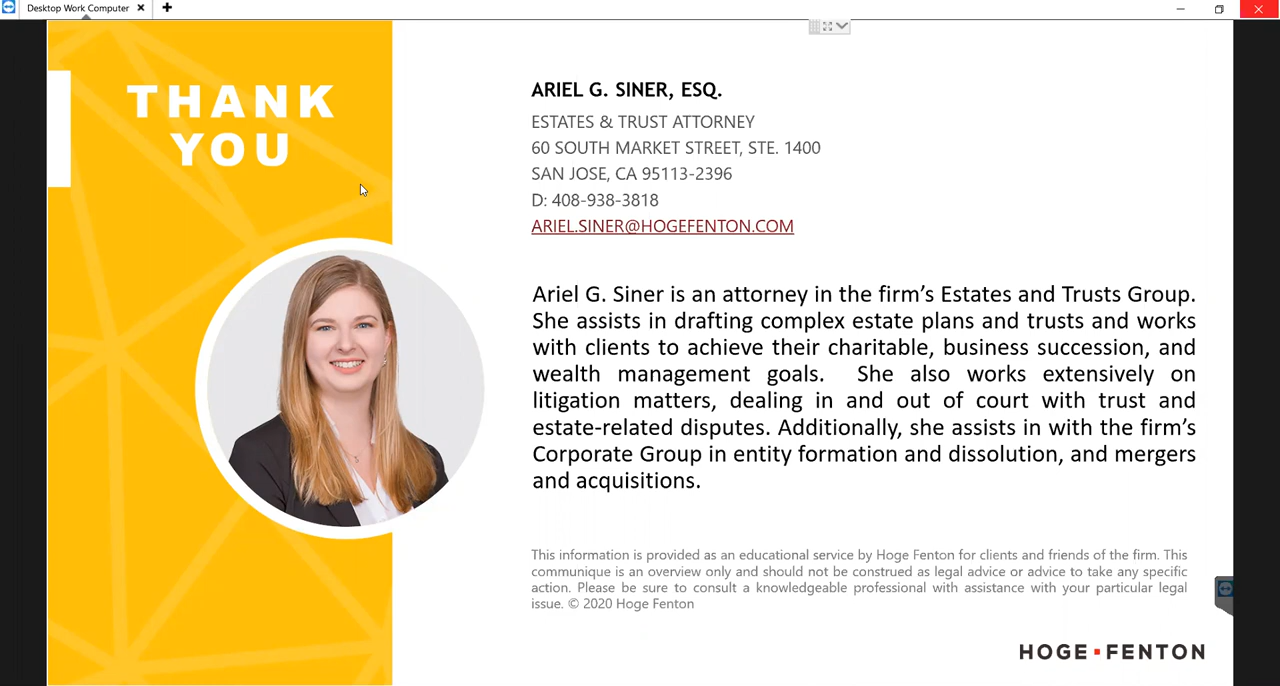 Desktop Work Computer
THANK
YOU
ARIEL G. SINER, ESQ.
ESTATES & TRUST ATTORNEY
60 SOUTH MARKET STREET, STE. 1400
SAN JOSE, CA 95113-2396
D: 408-938-3818
ARIEL.SINER@HOGEFENTON.COM
Ariel G. Siner is an attorney in the firm’s Estates and Trusts Group.
She assists in drafting complex estate plans and trusts and works
with clients to achieve their charitable, business succession, and
wealth management goals. She also works extensively on
litigation matters, dealing in and out of court with trust and
estate-related disputes. Additionally, she assists in with the firm’s
Corporate Group in entity formation and dissolution, and mergers
and acquisitions.
This information is provided as an educational service by Hoge Fenton for clients and friends of the firm. This
communique is an overview only and should not be construed as legal advice or advice to take any specific
action. Please be sure to consult a knowledgeable professional with assistance with your particular legal
issue. © 2020 Hoge Fenton
HOGE FENTON